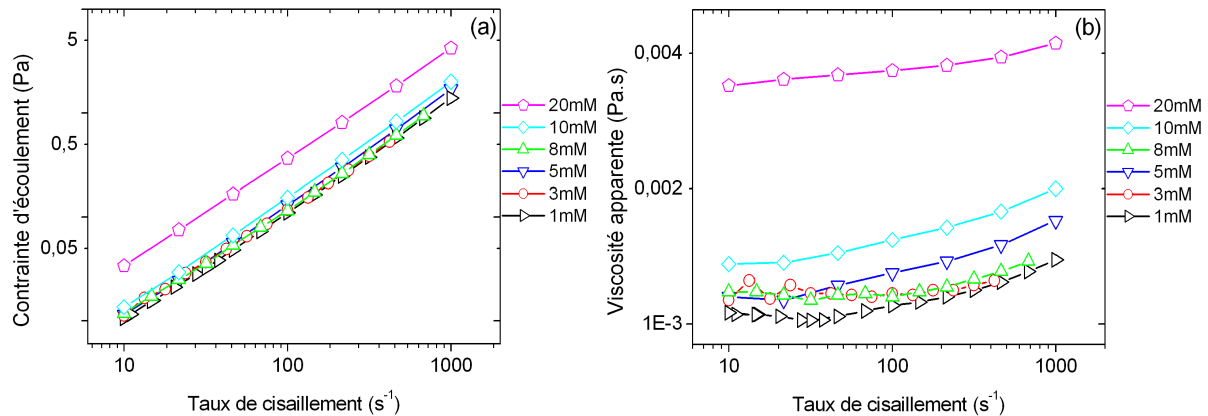 (a)
Contrainte d'écoulement (Pa)
5
0,5
0,05
10
100
1000
Taux de cisaillement (s-1)
20mM
10mM
8mM
5mM
3mM
1mM
(b)
Viscosité apparente (Pa.s)
0,004
0,002
1E-3
10
100
1000
Taux de cisaillement (s-1)
20mM
10mM
8mM
5mM
3mM
1mM